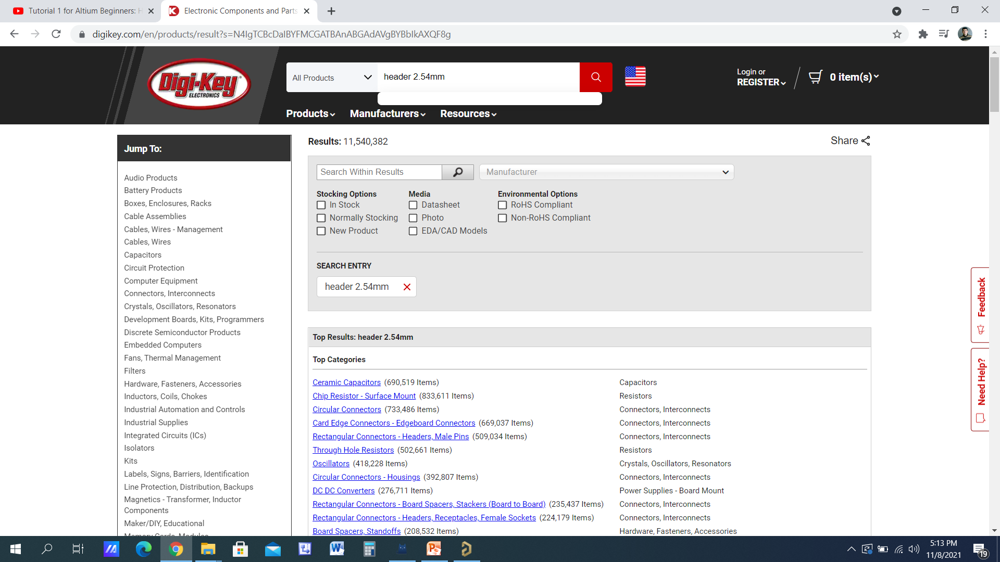 Tutorial 1 for Altium Beginners: H
Electronic Components and Parts
digikey.com/en/products/result?s=N4IgTCBcDaIBYFMCGATBAnABGAdAVgBYBbIkAXQF8g
Digi-Key
ELECTRONICS
All Products
header 2.54mm
Login or
REGISTER
0 item(s)
Products
Manufacturers
Resources
Jump To:
Audio Products
Battery Products
Boxes, Enclosures, Racks
Cable Assemblies
Cables, Wires - Management
Cables, Wires
Capacitors
Circuit Protection
Computer Equipment
Connectors, Interconnects
Crystals, Oscillators, Resonators
Development Boards, Kits, Programmers
Discrete Semiconductor Products
Embedded Computers
Fans, Thermal Management
Filters
Hardware, Fasteners, Accessories
Inductors, Coils, Chokes
Industrial Automation and Controls
Industrial Supplies
Integrated Circuits (ICs)
Isolators
Kits
Labels, Signs, Barriers, Identification
Line Protection, Distribution, Backups
Magnetics - Transformer, Inductor
Components
Maker/DIY, Educational
Memory Cards, Modules
Results: 11,540,382
Share
Search Within Results
Manufacturer
Stocking Options
In Stock
Normally Stocking
New Product
Media
Datasheet
Photo
EDA/CAD Models
Environmental Options
RoHS Compliant
Non-RoHS Compliant
SEARCH ENTRY
header 2.54mm
Top Results: header 2.54mm
Top Categories
Ceramic Capacitors (690,519 Items) Capacitors
Chip Resistor - Surface Mount (833,611 Items) Resistors
Circular Connectors (733,486 Items) Connectors, Interconnects
Card Edge Connectors - Edgeboard Connectors (669,037 Items) Connectors, Interconnects
Rectangular Connectors - Headers, Male Pins (509,034 Items) Connectors, Interconnects
Through Hole Resistors (502,661 Items) Resistors
Oscillators (418,228 Items) Crystals, Oscillators, Resonators
Circular Connectors - Housings (392,807 Items) Connectors, Interconnects
DC DC Converters (276,711 Items) Power Supplies - Board Mount
Rectangular Connectors - Board Spacers, Stackers (Board to Board) (235,437 Items) Connectors, Interconnects
Rectangular Connectors - Headers, Receptacles, Female Sockets (224,179 Items) Connectors, Interconnects
Board Spacers, Standoffs (208,532 Items) Hardware, Fasteners, Accessories
Feedback
Need Help?
5:13 PM
11/8/2021
19